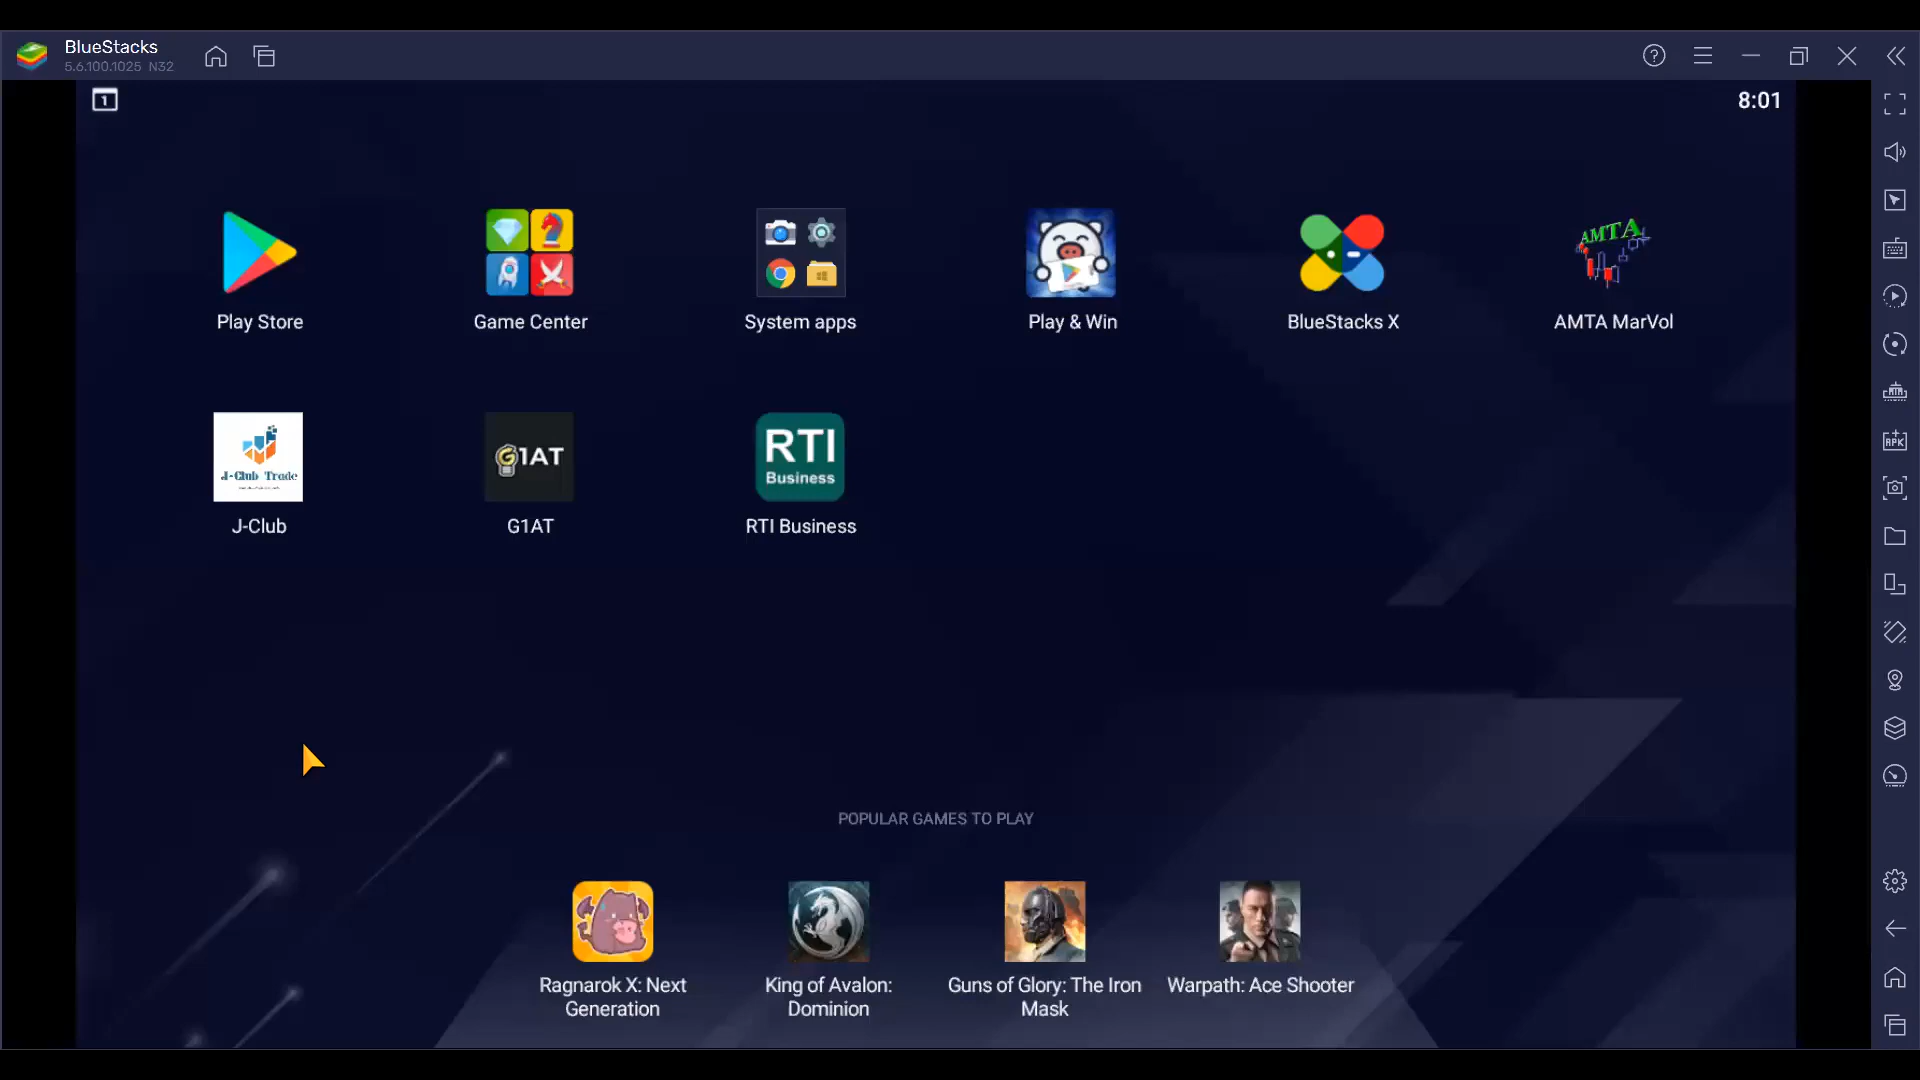 BlueStacks
5.6.100.1025 N32
1
8:01
Play Store
Game Center
System apps
Play & Win
BlueStacks X
AMTA
AMTA MarVol
J-Club Trade
J-Club
G1AT
G1AT
RTI
Business
RTI Business
POPULAR GAMES TO PLAY
Ragnarok X: Next
Generation
King of Avalon:
Dominion
Guns of Glory: The Iron
Mask
Warpath: Ace Shooter
APK